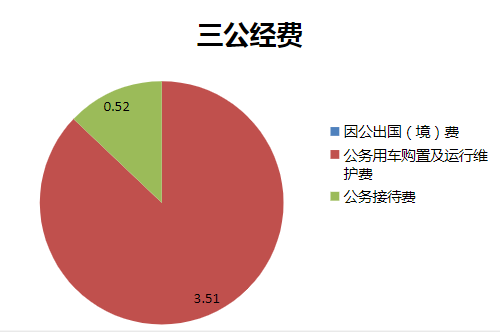 三公经费
0.52
因公出国（境）费
公务用车购置及运行维
护费
公务接待费
3.51